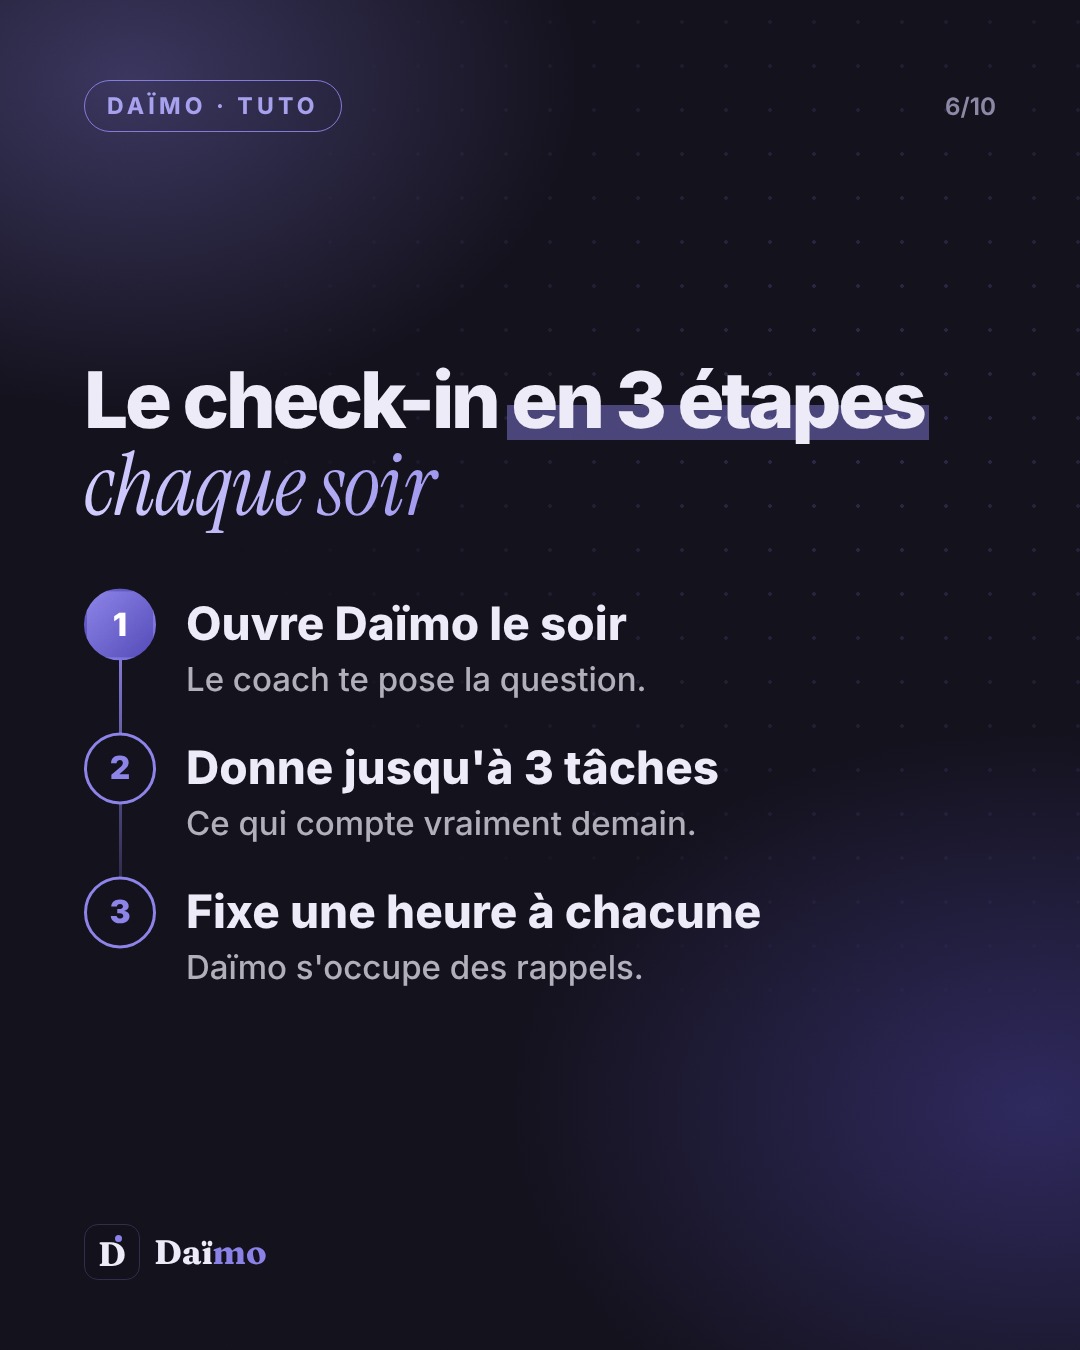 DAÏMO · TUTO
6/10
Le check-in en 3 étapes
chaque soir
1
Ouvre Daïmo le soir
Le coach te pose la question.
2
Donne jusqu'à 3 tâches
Ce qui compte vraiment demain.
3
Fixe une heure à chacune
Daïmo s'occupe des rappels.
D Daïmo